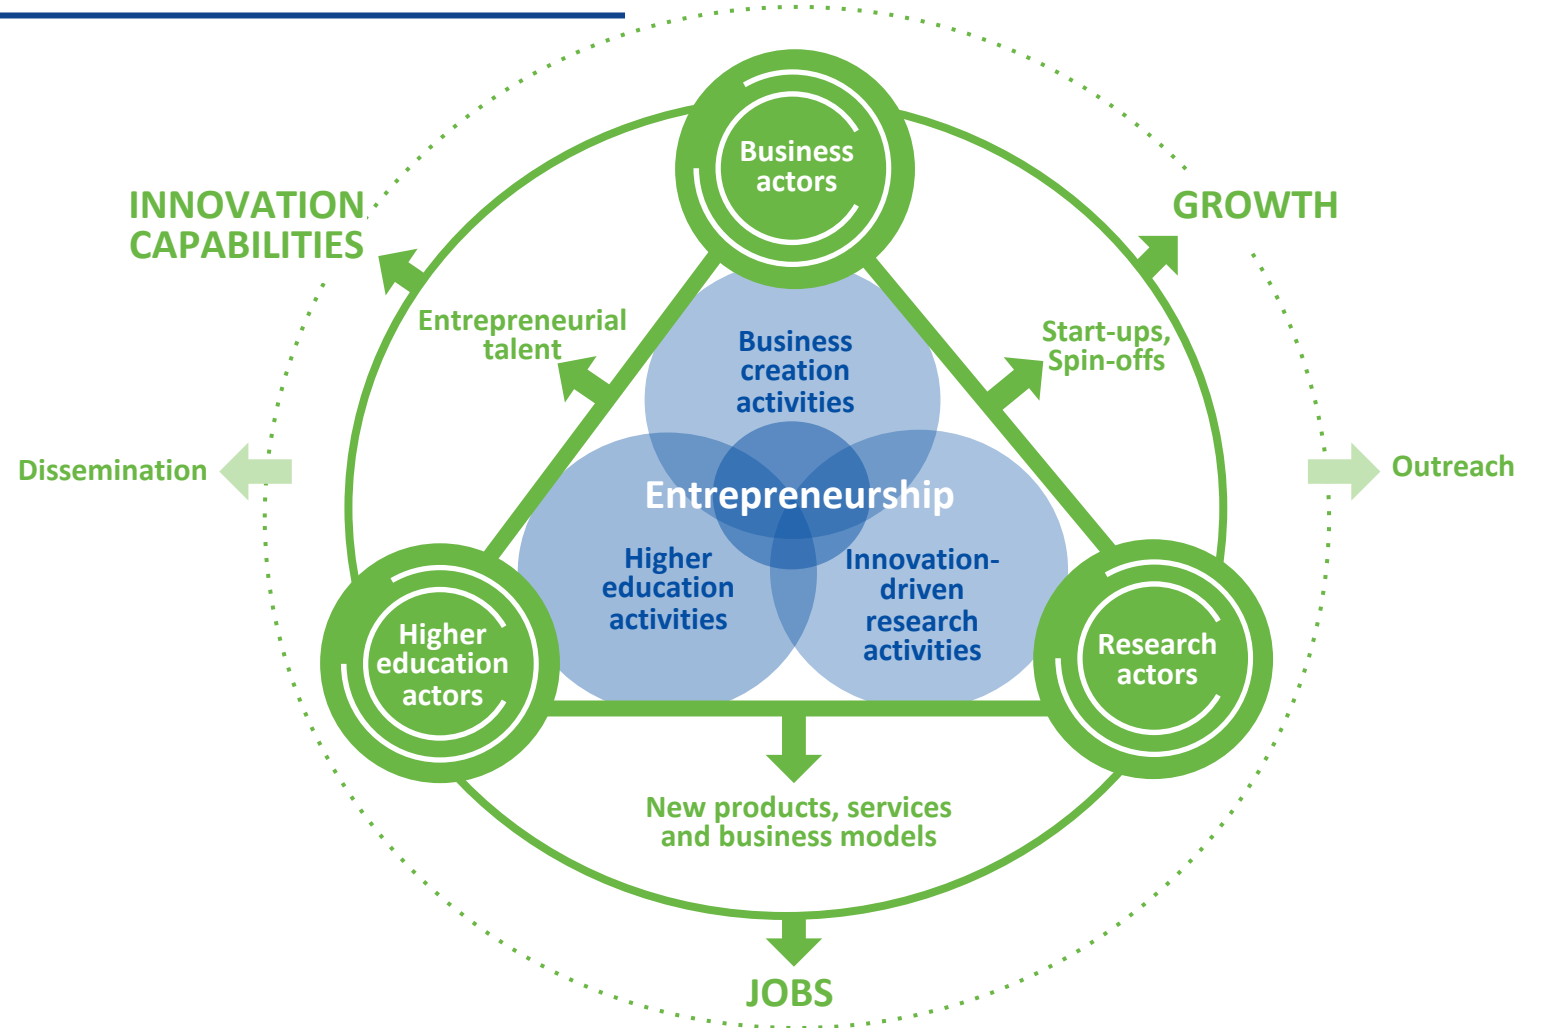 Business
actors
INNOVATION
CAPABILITIES
GROWTH
Entrepreneurial
talent
Business
creation
activities
Start-ups,
Spin-offs
Dissemination
Entrepreneurship
Outreach
Higher
education
activities
Innovation-
driven
research
activities
Higher
education
actors
Research
actors
New products, services
and business models
JOBS